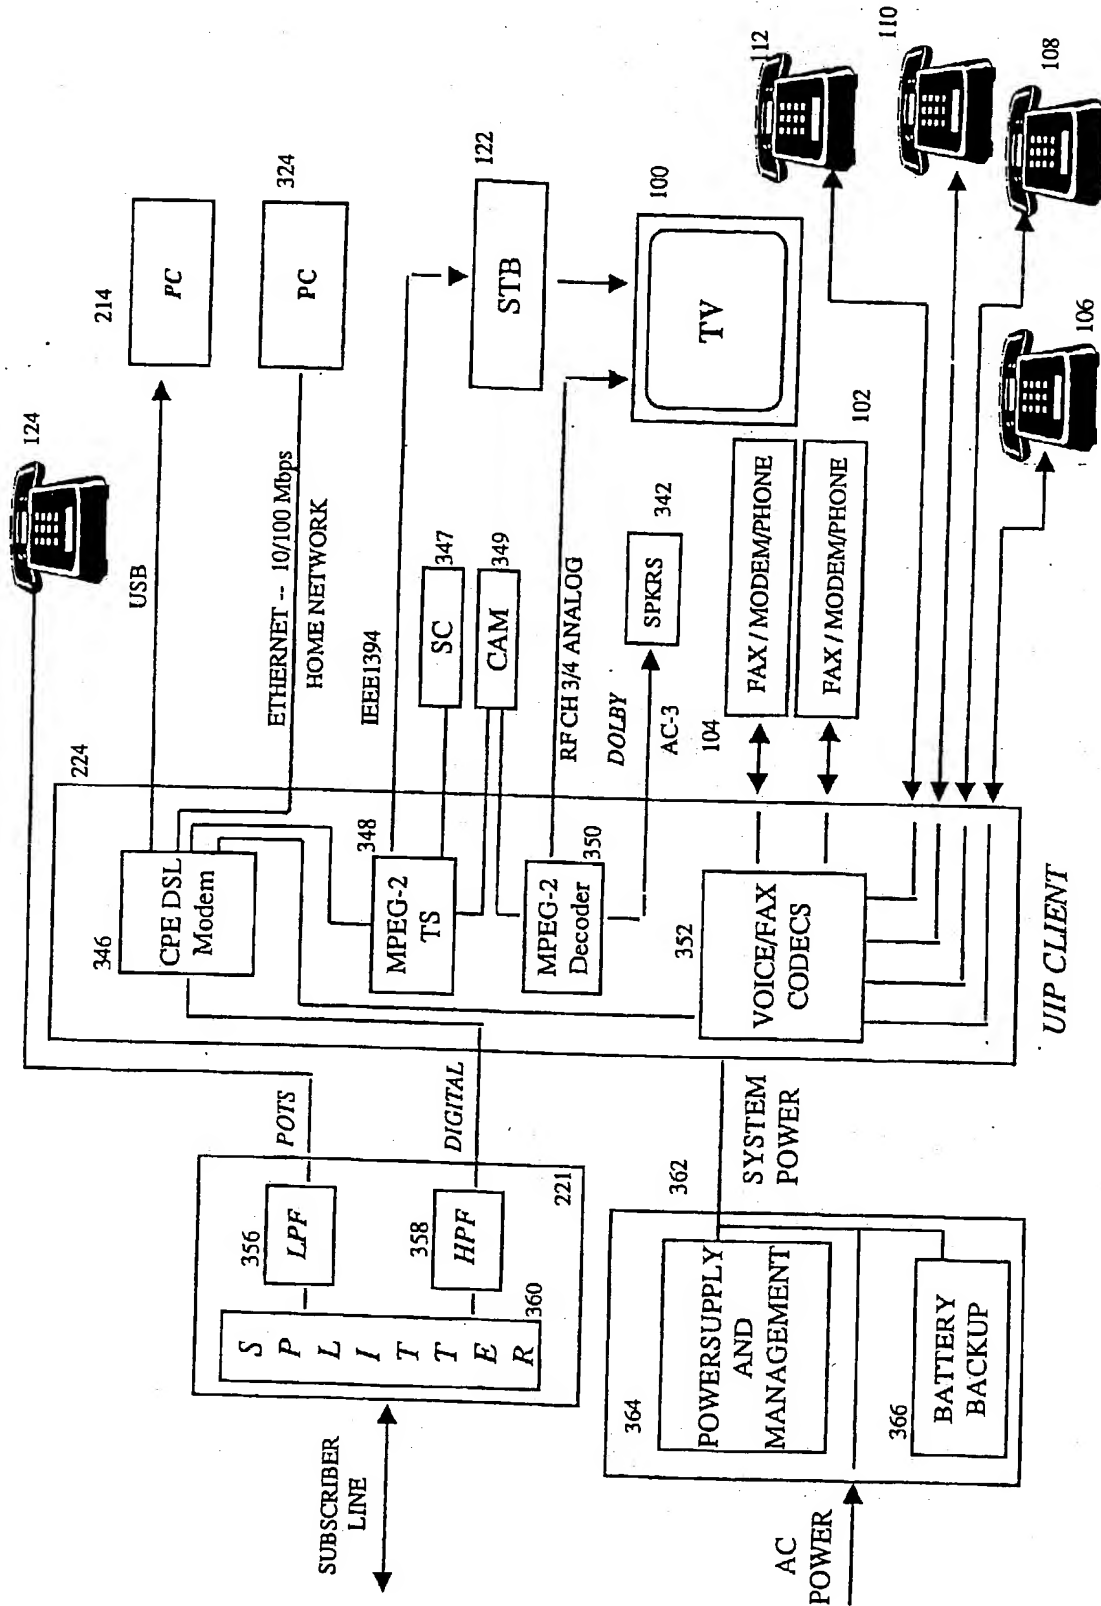 124
214
PC
USB
324
PC
ETHERNET -- 10/100 Mbps
HOME NETWORK
224
346
CPE DSL
Modem
IEEE1394
122
STB
348
MPEG-2
TS
SC
347
CAM
349
RF CH 3/4 ANALOG
100
TV
350
MPEG-2
Decoder
DOLBY
AC-3
SPKRS
342
352
VOICE/FAX
CODECS
104
FAX / MODEM/PHONE
FAX / MODEM/PHONE
102
112
110
108
106
UIP CLIENT
SUBSCRIBER
LINE
S P L I T T E R
360
356
LPF
358
HPF
221
POTS
DIGITAL
362
SYSTEM
POWER
364
POWERSUPPLY
AND
MANAGEMENT
366
BATTERY
BACKUP
AC
POWER